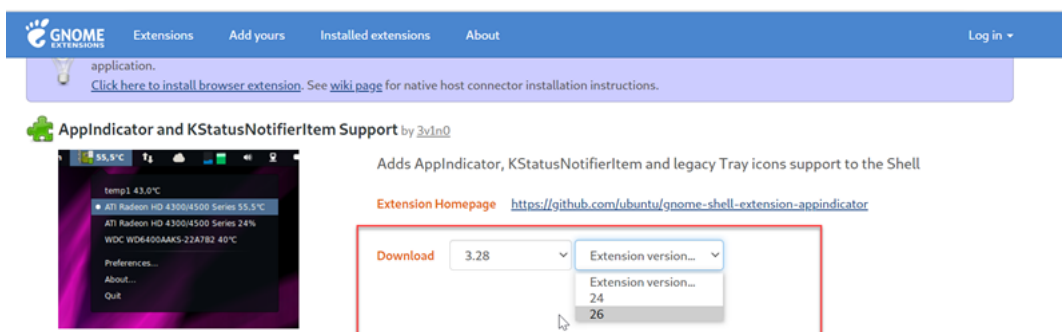 GNOME
EXTENSIONS
Extensions Add yours Installed extensions About Log in
application.
Click here to install browser extension. See wiki page for native host connector installation instructions.
AppIndicator and KStatusNotifierItem Support by 3v1n0
55,5°C
temp1 43,0°C
ATI Radeon HD 4300/4500 Series 55,5°C
ATI Radeon HD 4300/4500 Series 24%
WDC WD6400AAKS-22A7B2 40°C
Preferences...
About...
Quit
Adds AppIndicator, KStatusNotifierItem and legacy Tray icons support to the Shell
Extension Homepage https://github.com/ubuntu/gnome-shell-extension-appindicator
Download 3.28 Extension version...
Extension version...
24
26